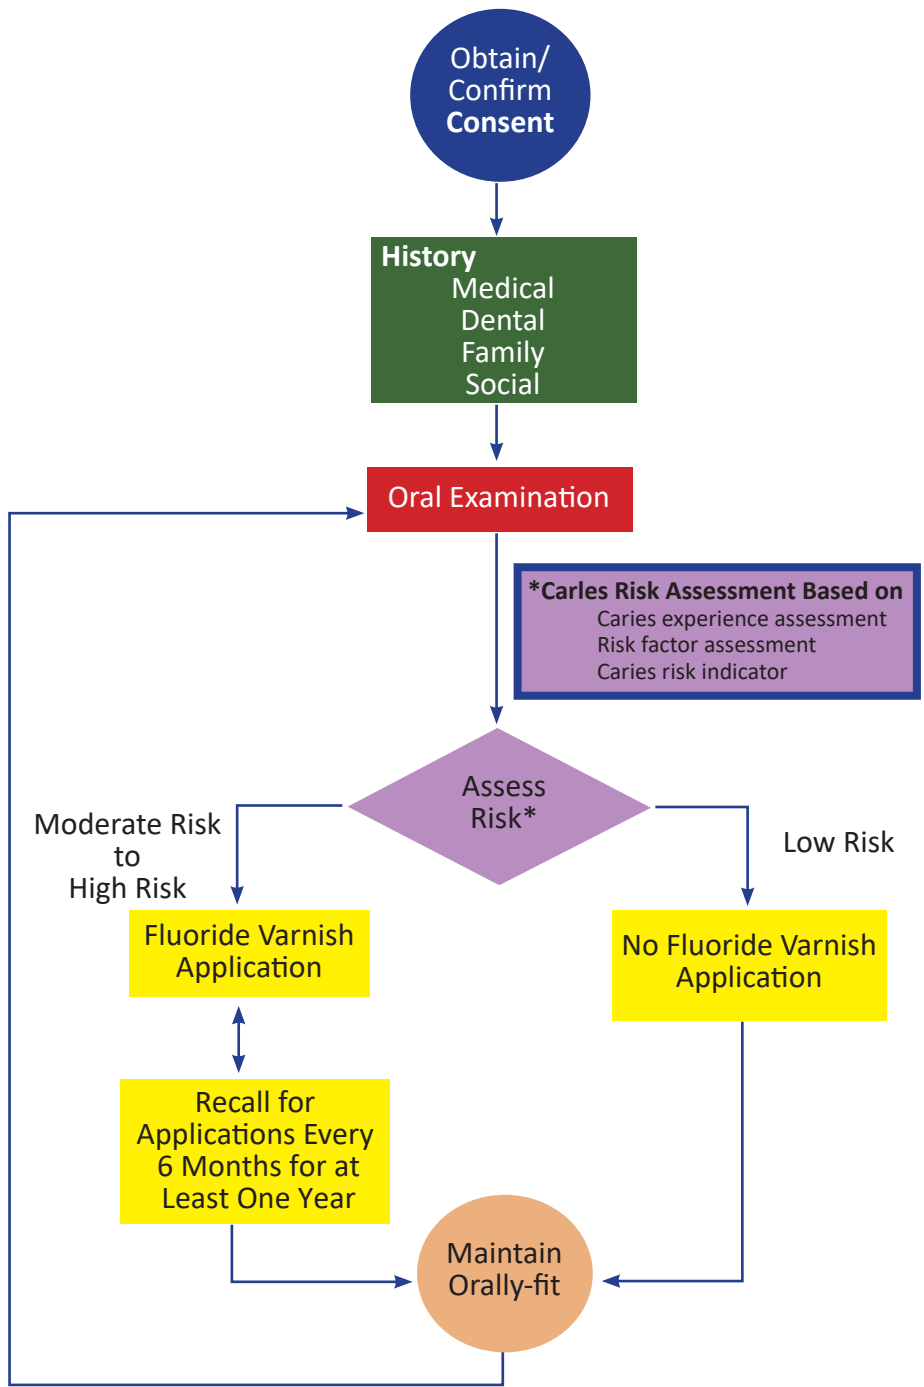 Obtain/
Confirm
Consent
History
Medical
Dental
Family
Social
Oral Examination
*Carles Risk Assessment Based on
Caries experience assessment
Risk factor assessment
Caries risk indicator
Assess
Risk*
Moderate Risk
to
High Risk
Low Risk
Fluoride Varnish
Application
No Fluoride Varnish
Application
Recall for
Applications Every
6 Months for at
Least One Year
Maintain
Orally-fit